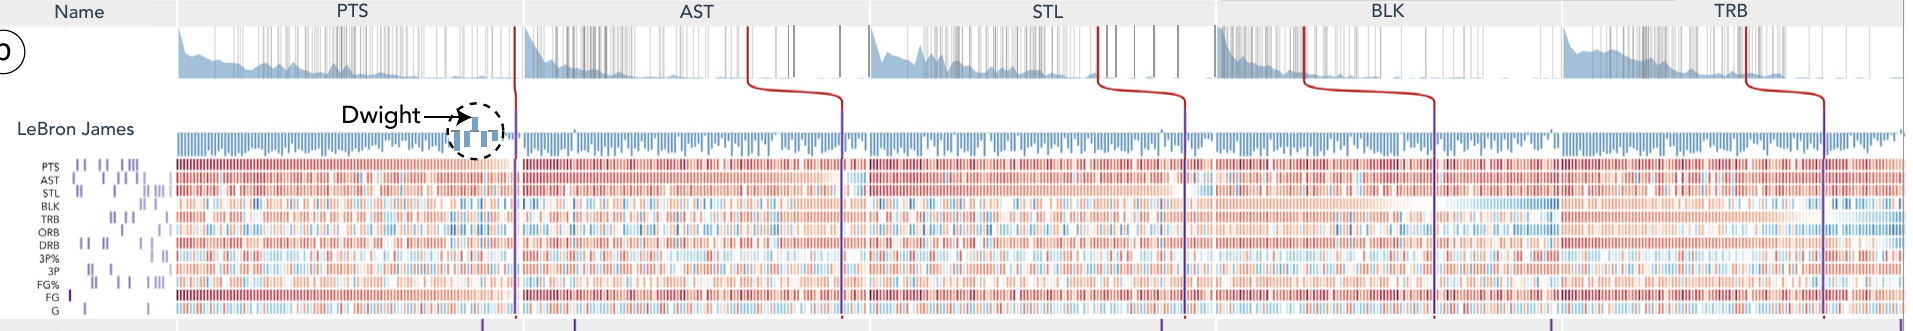 Name PTS AST STL BLK TRB
b
Dwight
LeBron James
PTS
AST
STL
BLK
TRB
ORB
DRB
3P%
3P
FG%
FG
G